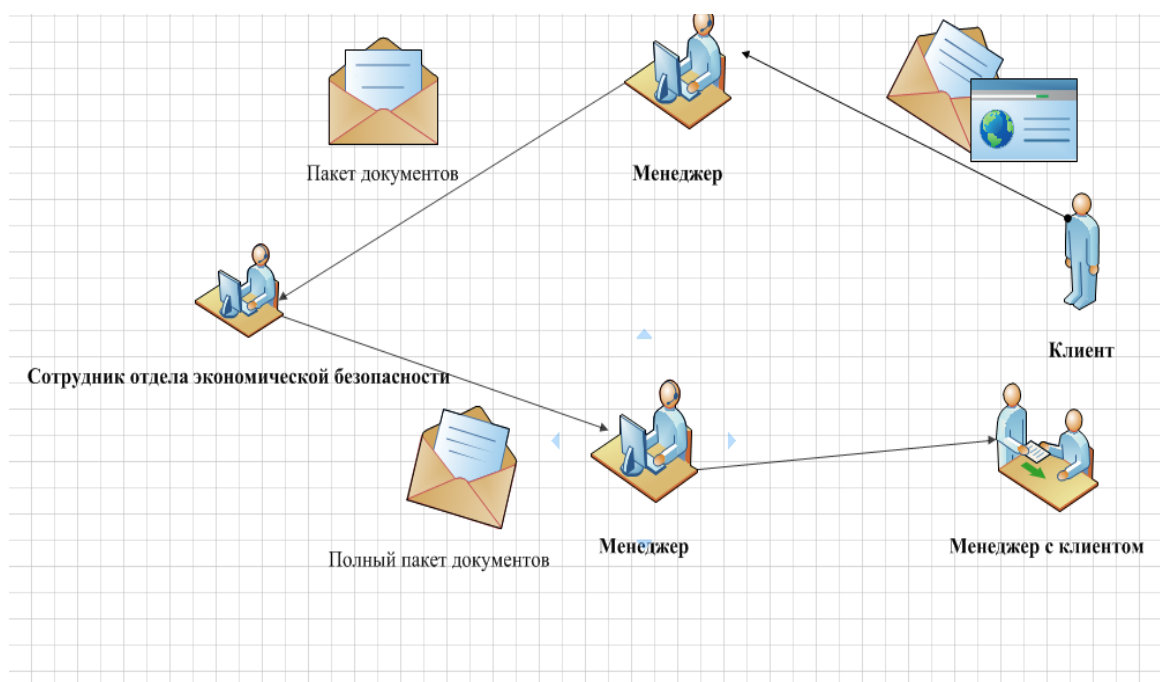 Пакет документов
Менеджер
Клиент
Сотрудник отдела экономической безопасности
Полный пакет документов
Менеджер
Менеджер с клиентом